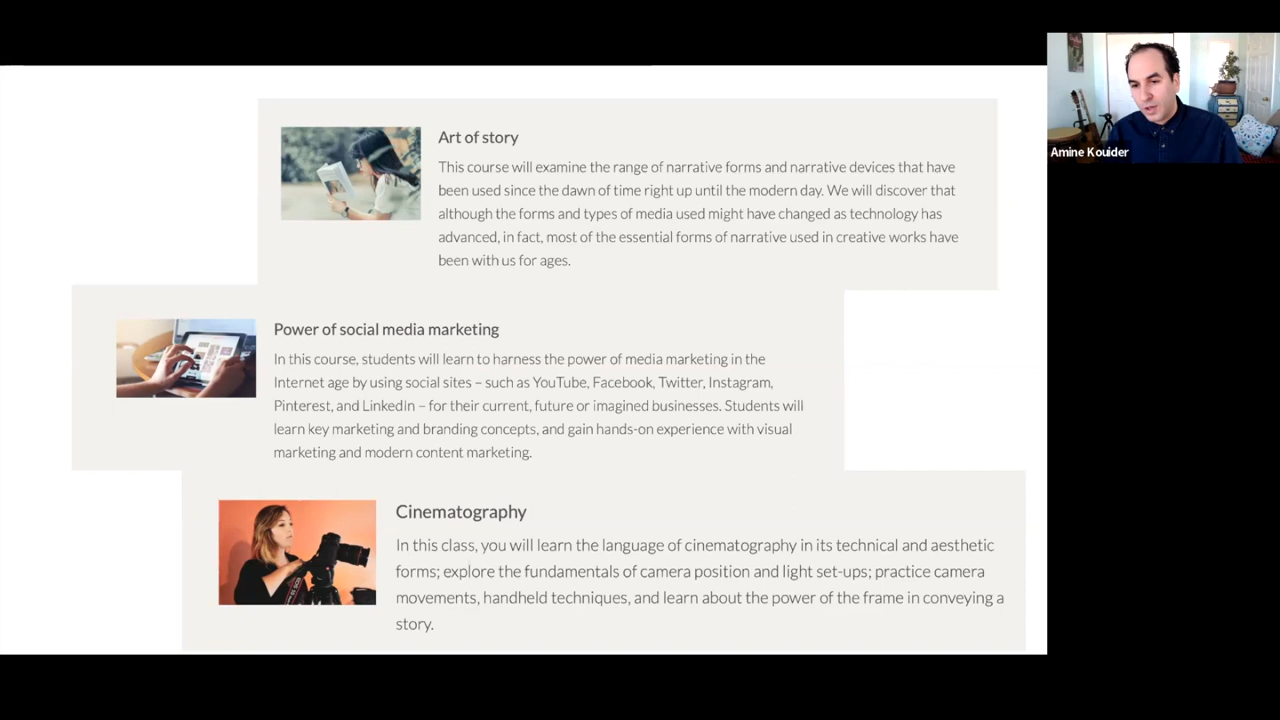 Art of story
This course will examine the range of narrative forms and narrative devices that have
been used since the dawn of time right up until the modern day. We will discover that
although the forms and types of media used might have changed as technology has
advanced, in fact, most of the essential forms of narrative used in creative works have
been with us for ages.
Amine Kouider
Power of social media marketing
In this course, students will learn to harness the power of media marketing in the
Internet age by using social sites – such as YouTube, Facebook, Twitter, Instagram,
Pinterest, and LinkedIn – for their current, future or imagined businesses. Students will
learn key marketing and branding concepts, and gain hands-on experience with visual
marketing and modern content marketing.
Cinematography
In this class, you will learn the language of cinematography in its technical and aesthetic
forms; explore the fundamentals of camera position and light set-ups; practice camera
movements, handheld techniques, and learn about the power of the frame in conveying a
story.